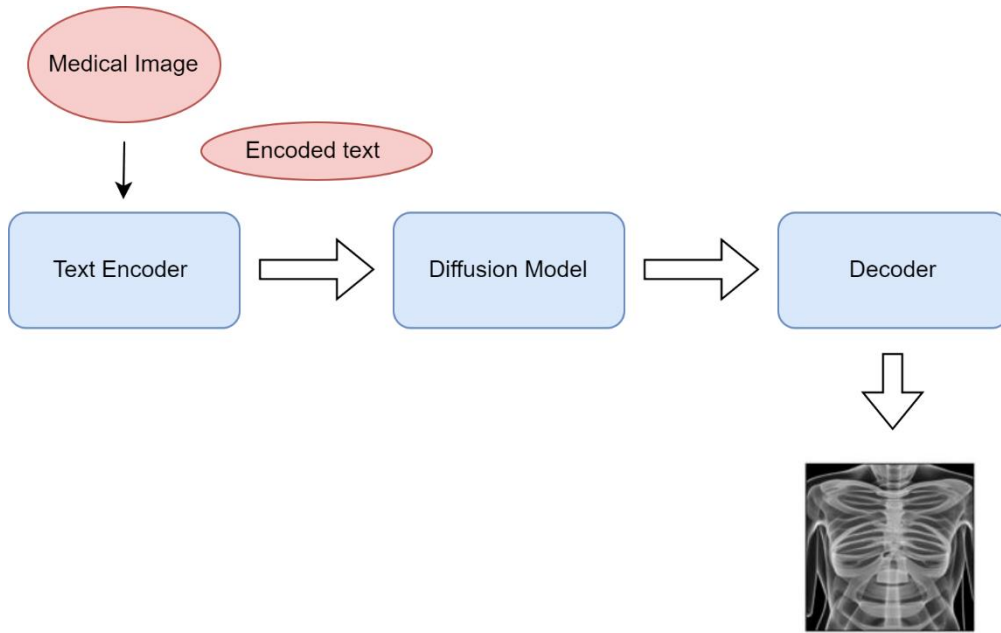 Medical Image
Encoded text
Text Encoder
Diffusion Model
Decoder